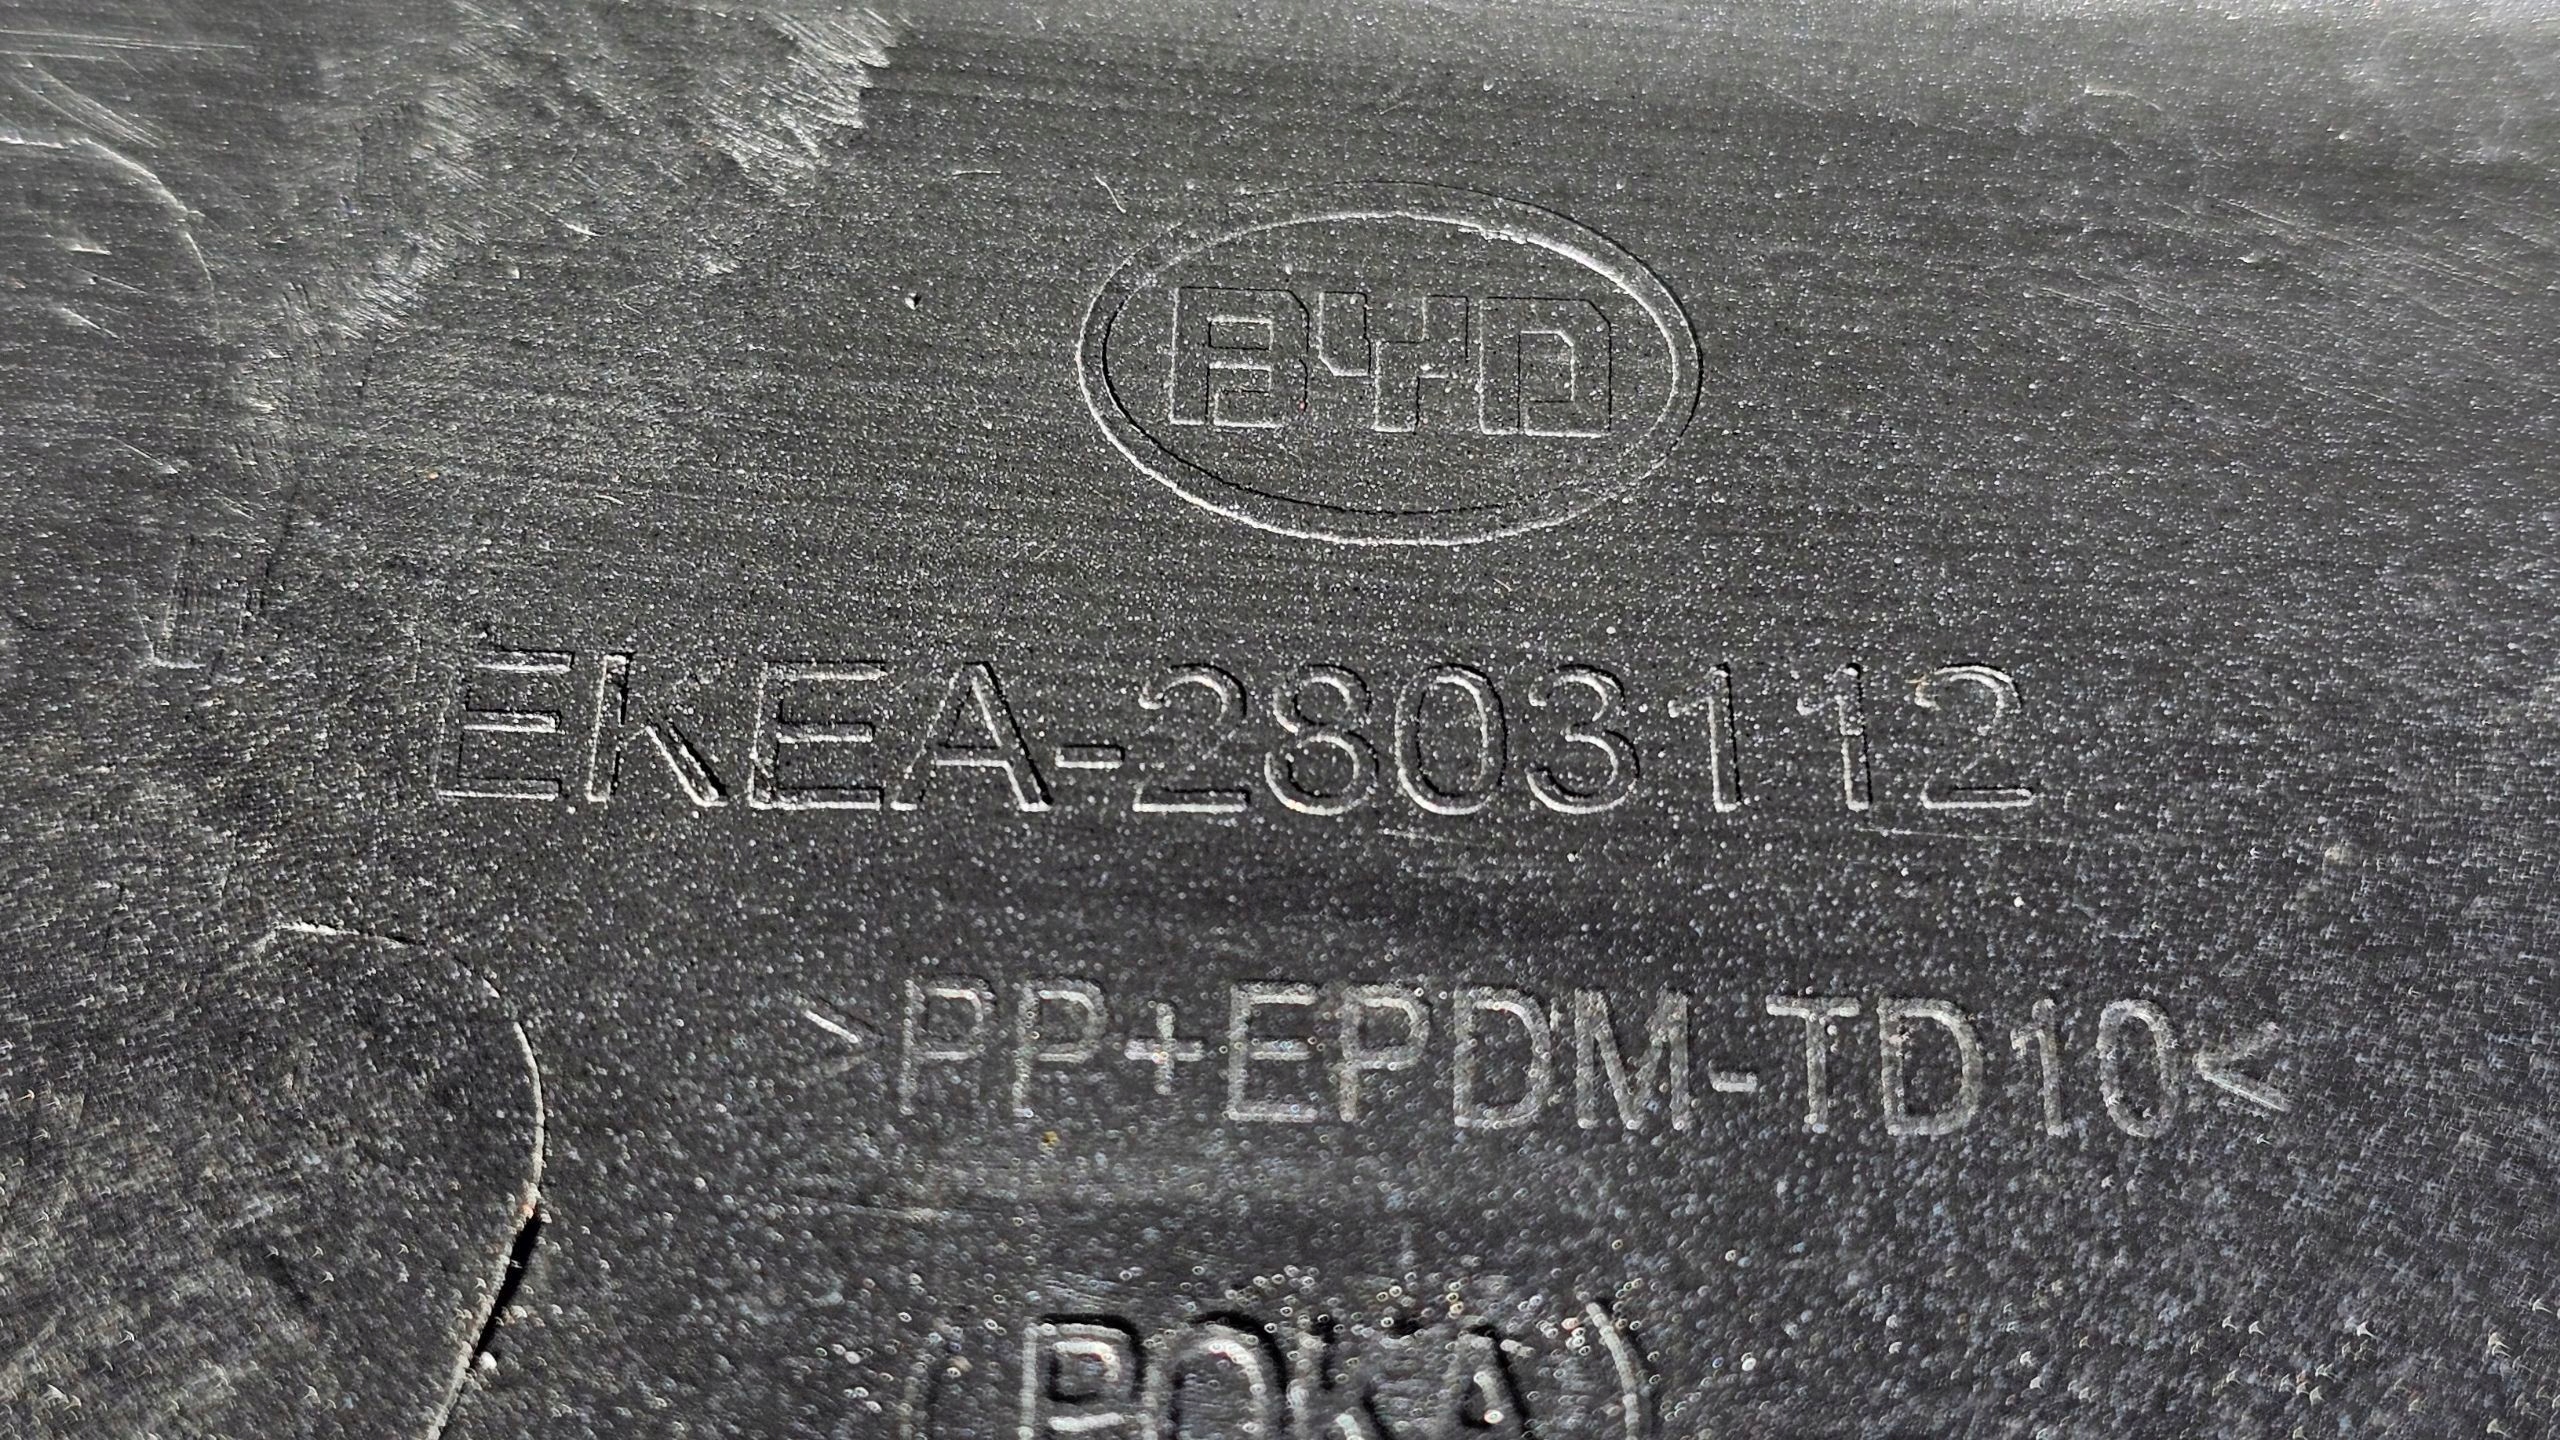 BYD
EKEA-2803112
>PP+EPDM-TD10<